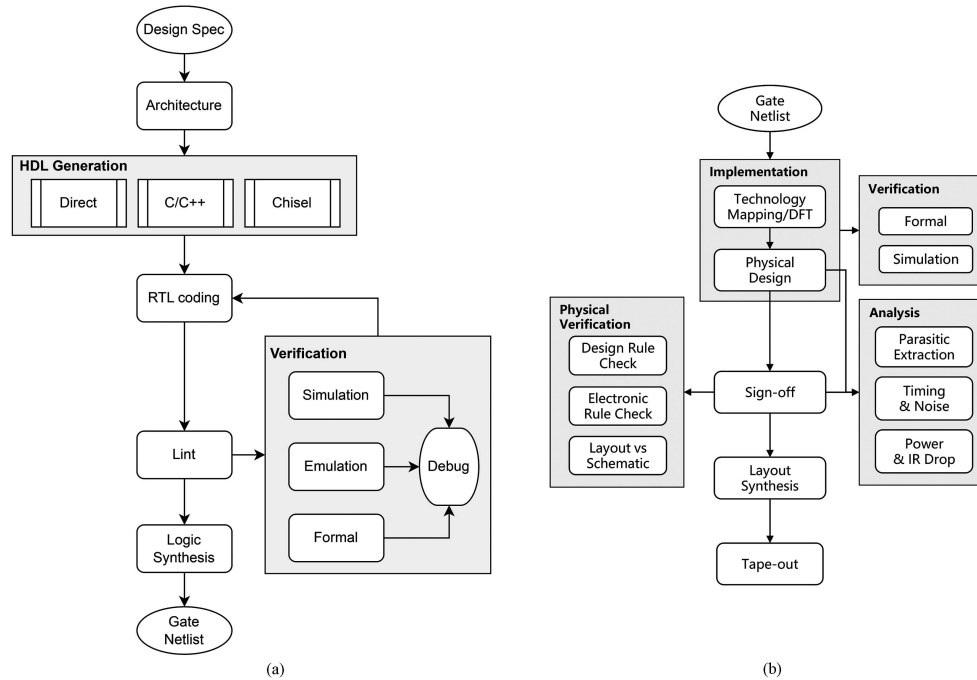 Design Spec
Architecture
HDL Generation
Direct
C/C++
Chisel
RTL coding
Verification
Simulation
Emulation
Formal
Debug
Lint
Logic
Synthesis
Gate
Netlist
(a)
Gate
Netlist
Implementation
Technology
Mapping/DFT
Physical
Design
Verification
Formal
Simulation
Physical
Verification
Design Rule
Check
Electronic
Rule Check
Layout vs
Schematic
Sign-off
Analysis
Parasitic
Extraction
Timing
& Noise
Power
& IR Drop
Layout
Synthesis
Tape-out
(b)